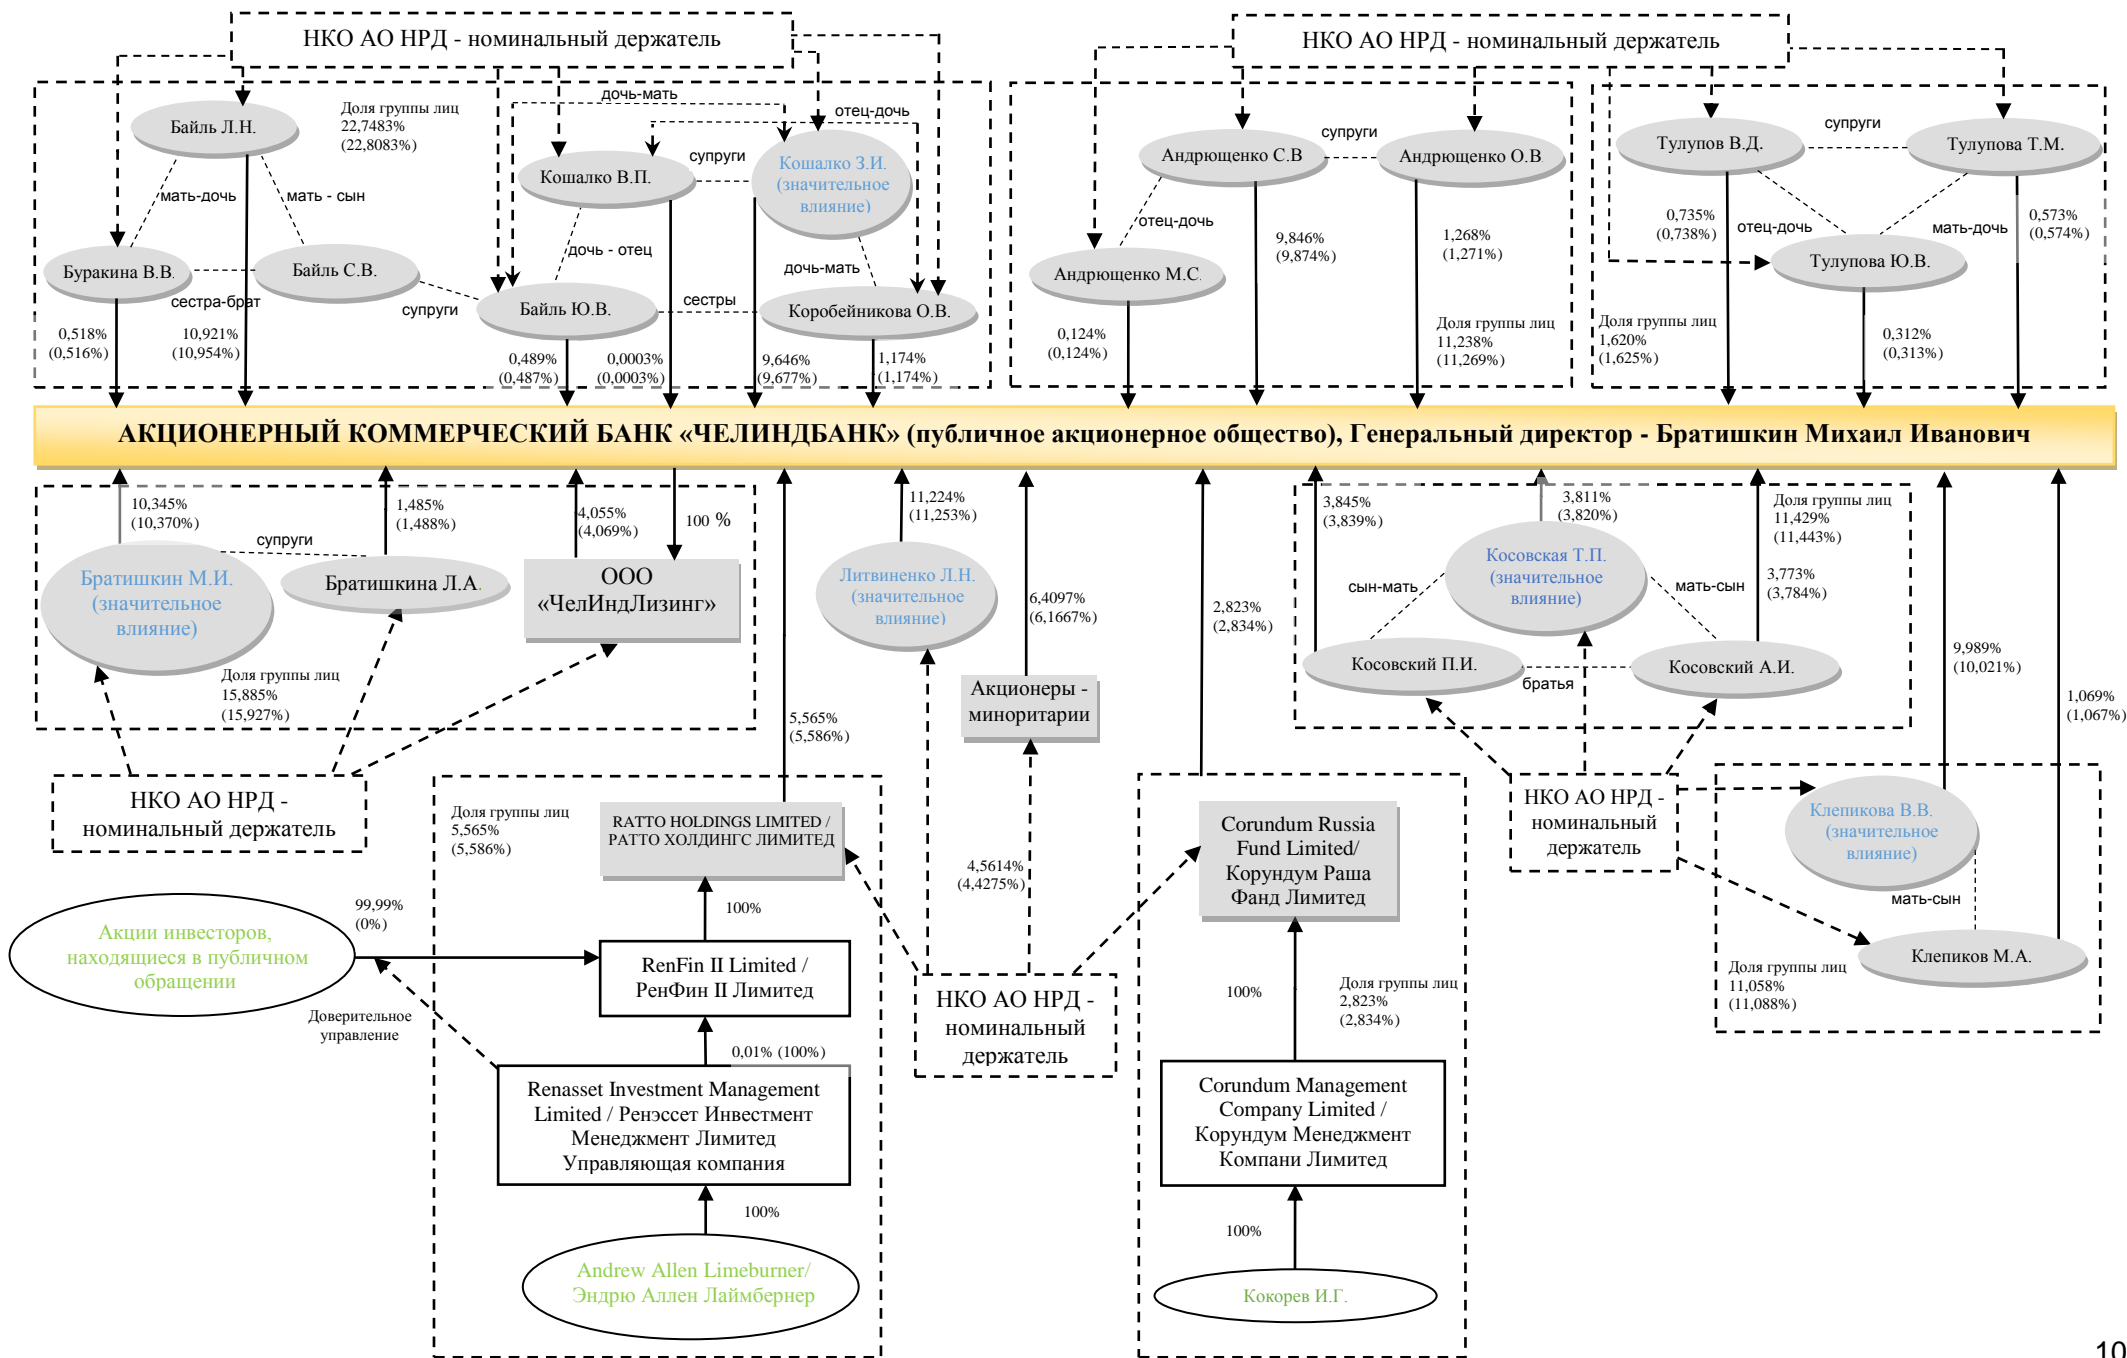 НКО АО НРД - номинальный держатель
НКО АО НРД - номинальный держатель
Байль Л.Н.
Доля группы лиц
22,7483%
(22,8083%)
дочь-мать
отец-дочь
супруги
Кошалко В.П.
Кошалко З.И.
(значительное
влияние)
мать-дочь
мать - сын
Буракина В.В.
Байль С.В.
сестра-брат
супруги
дочь - отец
дочь-мать
Байль Ю.В.
сестры
Коробейникова О.В.
0,518%
(0,516%)
10,921%
(10,954%)
0,489%
(0,487%)
0,0003%
(0,0003%)
9,646%
(9,677%)
1,174%
(1,174%)
Андрющенко С.В
супруги
Андрющенко О.В.
отец-дочь
Андрющенко М.С.
9,846%
(9,874%)
1,268%
(1,271%)
0,124%
(0,124%)
Доля группы лиц
11,238%
(11,269%)
Тулупов В.Д.
супруги
Тулупова Т.М.
0,735%
(0,738%)
отец-дочь
мать-дочь
0,573%
(0,574%)
Тулупова Ю.В.
Доля группы лиц
1,620%
(1,625%)
0,312%
(0,313%)
АКЦИОНЕРНЫЙ КОММЕРЧЕСКИЙ БАНК «ЧЕЛИНДБАНК» (публичное акционерное общество), Генеральный директор - Братишкин Михаил Иванович
10,345%
(10,370%)
1,485%
(1,488%)
4,055%
(4,069%)
100 %
супруги
Братишкин М.И.
(значительное
влияние)
Братишкина Л.А.
ООО
«ЧелИндЛизинг»
Доля группы лиц
15,885%
(15,927%)
НКО АО НРД -
номинальный держатель
5,565%
(5,586%)
11,224%
(11,253%)
Литвиненко Л.Н.
(значительное
влияние)
6,4097%
(6,1667%)
Акционеры -
миноритарии
2,823%
(2,834%)
3,845%
(3,839%)
3,811%
(3,820%)
Доля группы лиц
11,429%
(11,443%)
Косовская Т.П.
(значительное
влияние)
сын-мать
мать-сын
3,773%
(3,784%)
Косовский П.И.
братья
Косовский А.И.
9,989%
(10,021%)
1,069%
(1,067%)
НКО АО НРД -
номинальный
держатель
Клепикова В.В.
(значительное
влияние)
мать-сын
Клепиков М.А.
Доля группы лиц
11,058%
(11,088%)
Доля группы лиц
5,565%
(5,586%)
RATTO HOLDINGS LIMITED /
РАТТО ХОЛДИНГС ЛИМИТЕД
4,5614%
(4,4275%)
Corundum Russia
Fund Limited/
Корундум Раша
Фанд Лимитед
99,99%
(0%)
Акции инвесторов,
находящиеся в публичном
обращении
100%
RenFin II Limited /
РенФин II Лимитед
Доверительное
управление
0,01% (100%)
НКО АО НРД -
номинальный
держатель
100%
Доля группы лиц
2,823%
(2,834%)
Renasset Investment Management
Limited / Ренэссет Инвестмент
Менеджмент Лимитед
Управляющая компания
Corundum Management
Company Limited /
Корундум Менеджмент
Компани Лимитед
100%
100%
Andrew Allen Limeburner/
Эндрю Аллен Лаймбернер
Кокорев И.Г.
10